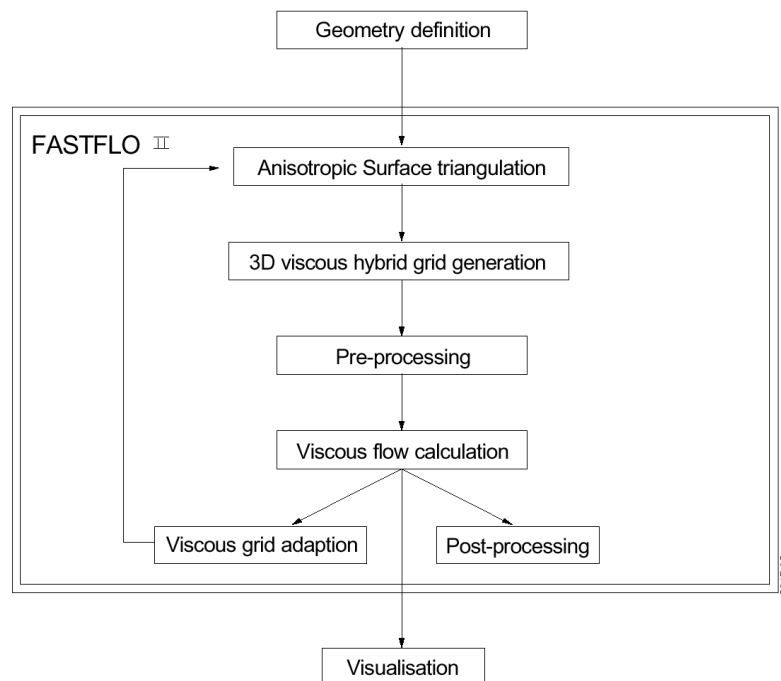 Geometry definition
FASTFLO II
Anisotropic Surface triangulation
3D viscous hybrid grid generation
Pre-processing
Viscous flow calculation
Viscous grid adaption
Post-processing
Visualisation